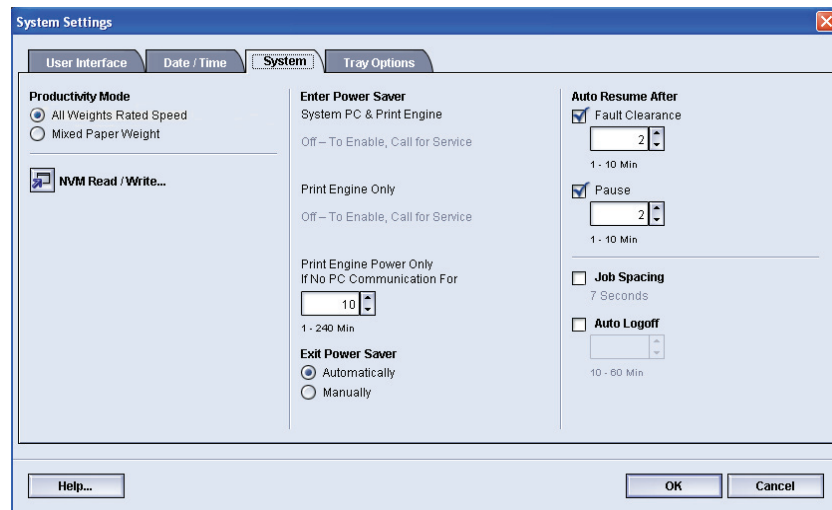 System Settings
User Interface
Date / Time
System
Tray Options
Productivity Mode
All Weights Rated Speed
Mixed Paper Weight
NVM Read / Write...
Enter Power Saver
System PC & Print Engine
Off – To Enable, Call for Service
Print Engine Only
Off – To Enable, Call for Service
Print Engine Power Only
If No PC Communication For
10
1 - 240 Min
Exit Power Saver
Automatically
Manually
Auto Resume After
Fault Clearance
2
1 - 10 Min
Pause
2
1 - 10 Min
Job Spacing
7 Seconds
Auto Logoff
10 - 60 Min
Help...
OK
Cancel